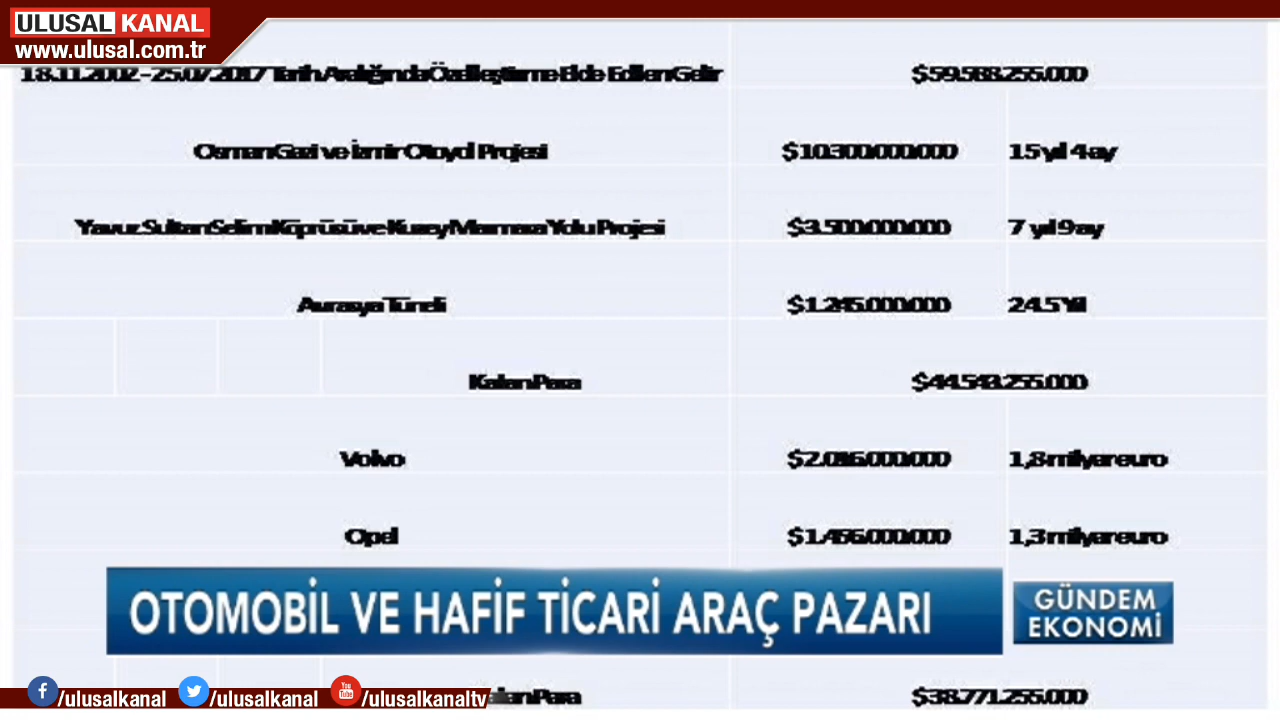 ULUSAL KANAL
www.ulusal.com.tr
18.11.2002 - 25.07.2017 Tarih Aralığında Özelleştirme Elde Edilen Gelir $59.588.255.000
Osman Gazi ve İzmir Otoyol Projesi $10.300.000.000 15 yıl 4 ay
Yavuz Sultan Selim Köprüsü ve Kuzey Marmara Yolu Projesi $3.500.000.000 7 yıl 9 ay
Avrasya Tüneli $1.245.000.000 24.5 Yıl
Kalan Para $44.543.255.000
Volvo $2.016.000.000 1,8 milyar euro
Opel $1.456.000.000 1,3 milyar euro
OTOMOBİL VE HAFİF TİCARİ ARAÇ PAZARI
GÜNDEM
EKONOMİ
/ulusalkanal /ulusalkanal You Tube /ulusalkanaltv
Kalan Para $38.771.255.000